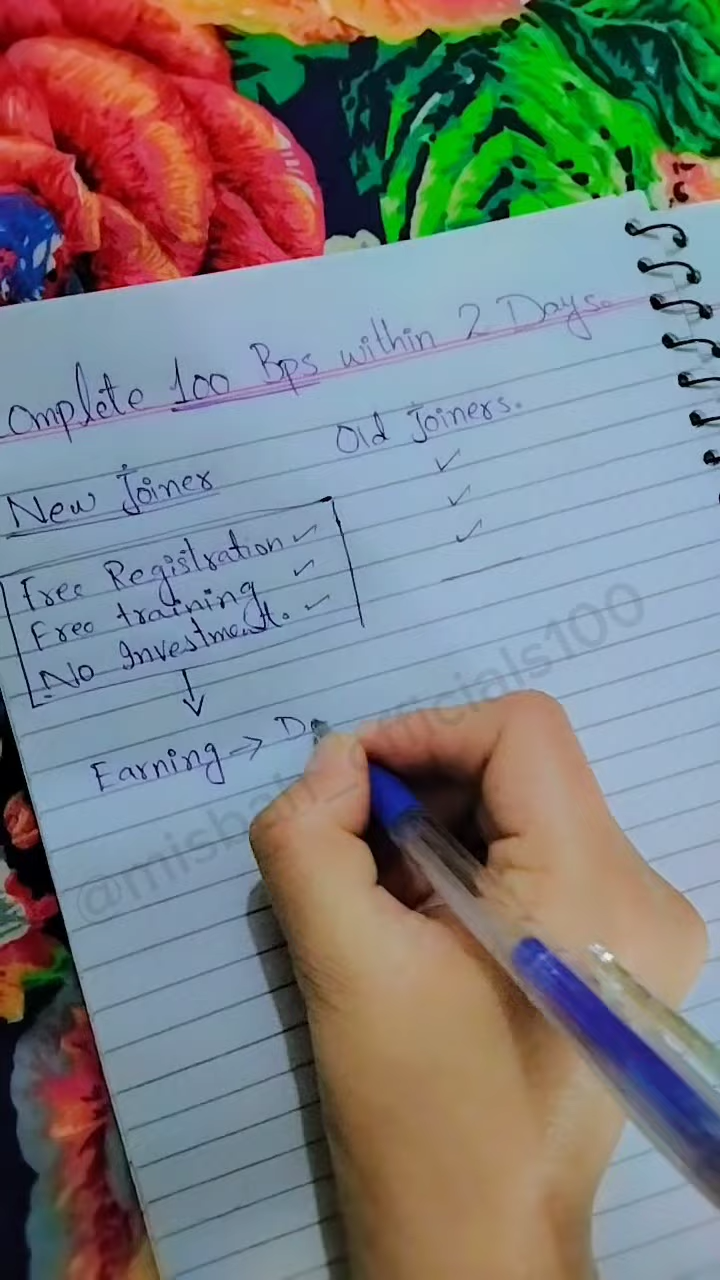 omplete 100 Bps within 2 Days.
New Joiner
Old Joiners.
Free Registration ✓ ✓
Free training ✓ ✓
No Investment. ✓ ✓
↓
Earning →